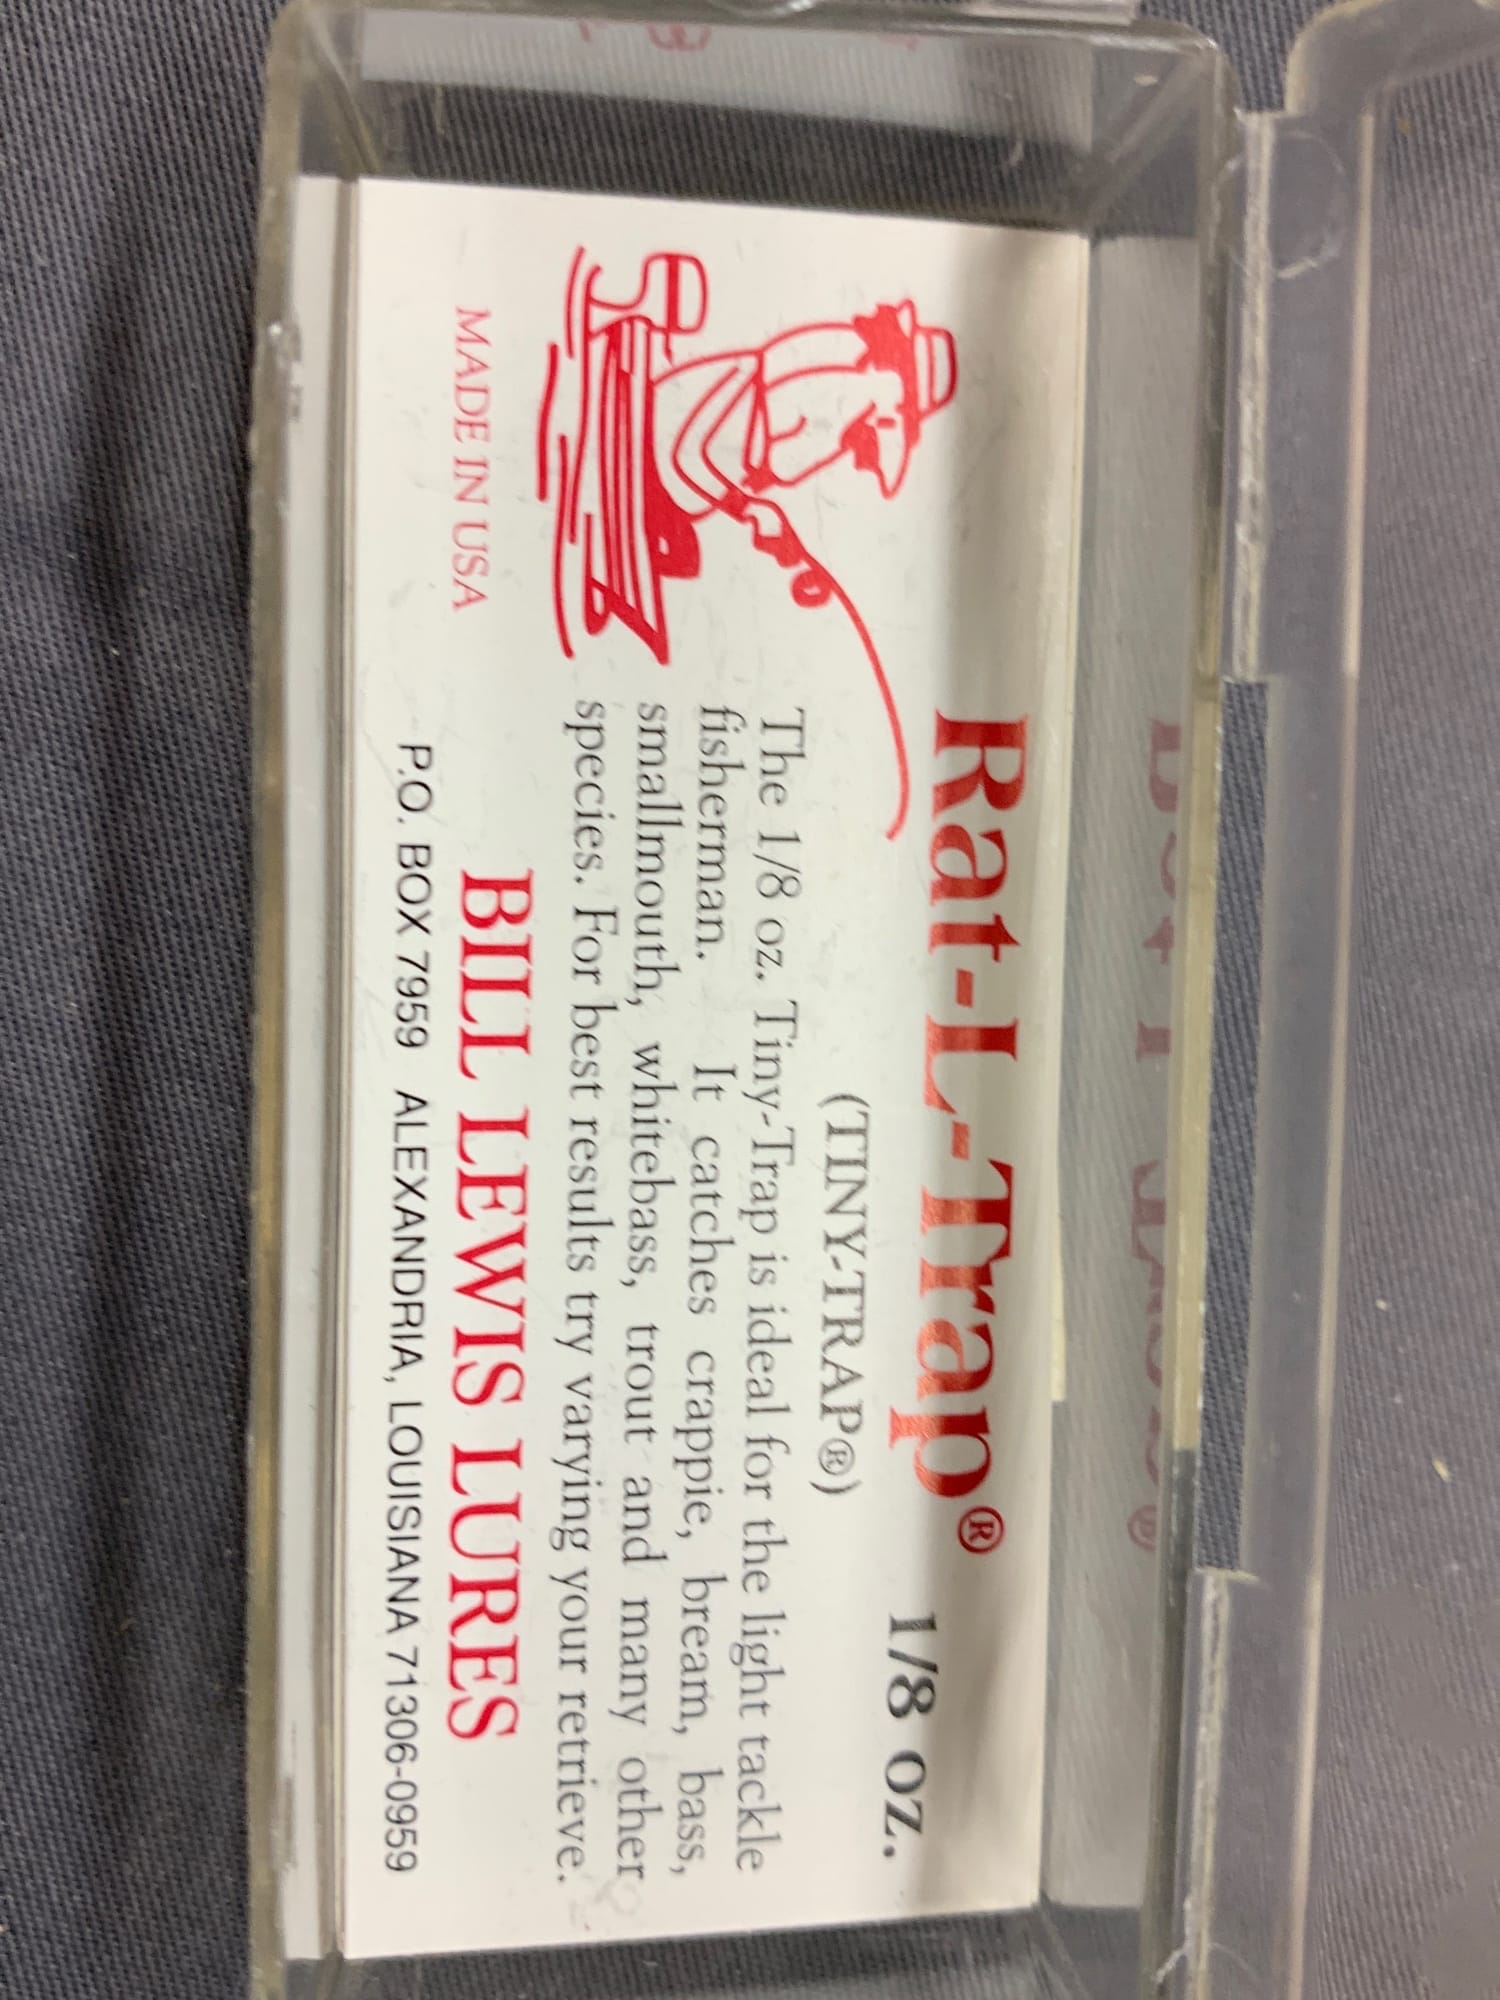 Rat-L-Trap® 1/8 oz.
(TINY-TRAP®)
The 1/8 oz. Tiny-Trap is ideal for the light tackle
fisherman. It catches crappie, bream, bass,
smallmouth, whitebass, trout and many other
species. For best results try varying your retrieve.
MADE IN USA
BILL LEWIS LURES
P.O. BOX 7959 ALEXANDRIA, LOUISIANA 71306-0959